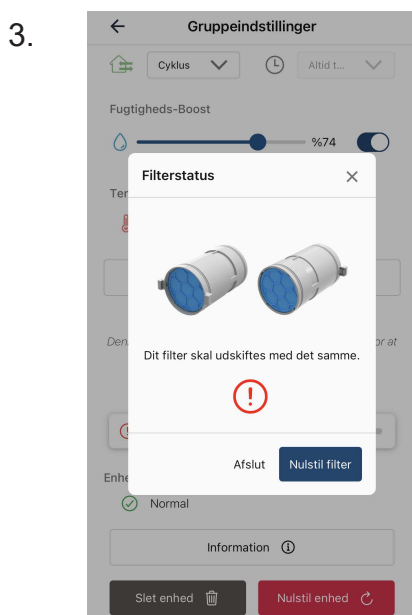 3.
Gruppeindstillinger
Cyklus
Altid t...
Fugtigheds-Boost
%74
Filterstatus
Dit filter skal udskiftes med det samme.
Afslut
Nulstil filter
Normal
Information
Slet enhed
Nulstil enhed